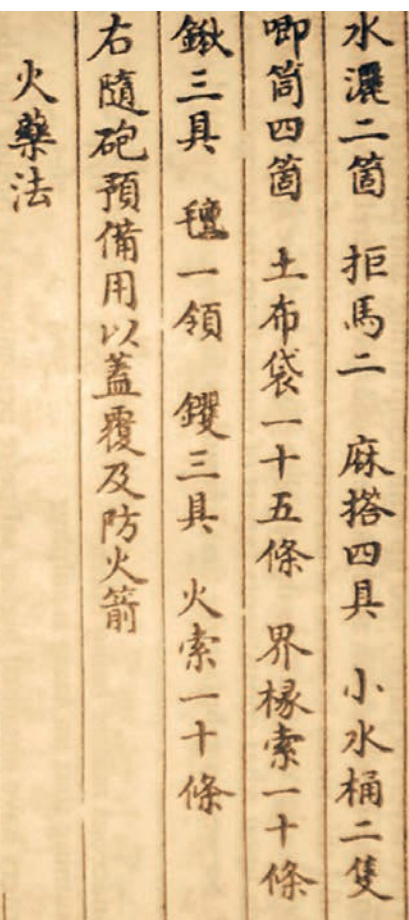 水灑二箇　拒馬二　麻搭四具　小水桶二隻
唧筒四箇　土布袋一十五條　界椽索一十條
鍬三具　氊一領　钁三具　火索一十條
右隨砲預備用以蓋覆及防火箭
火藥法